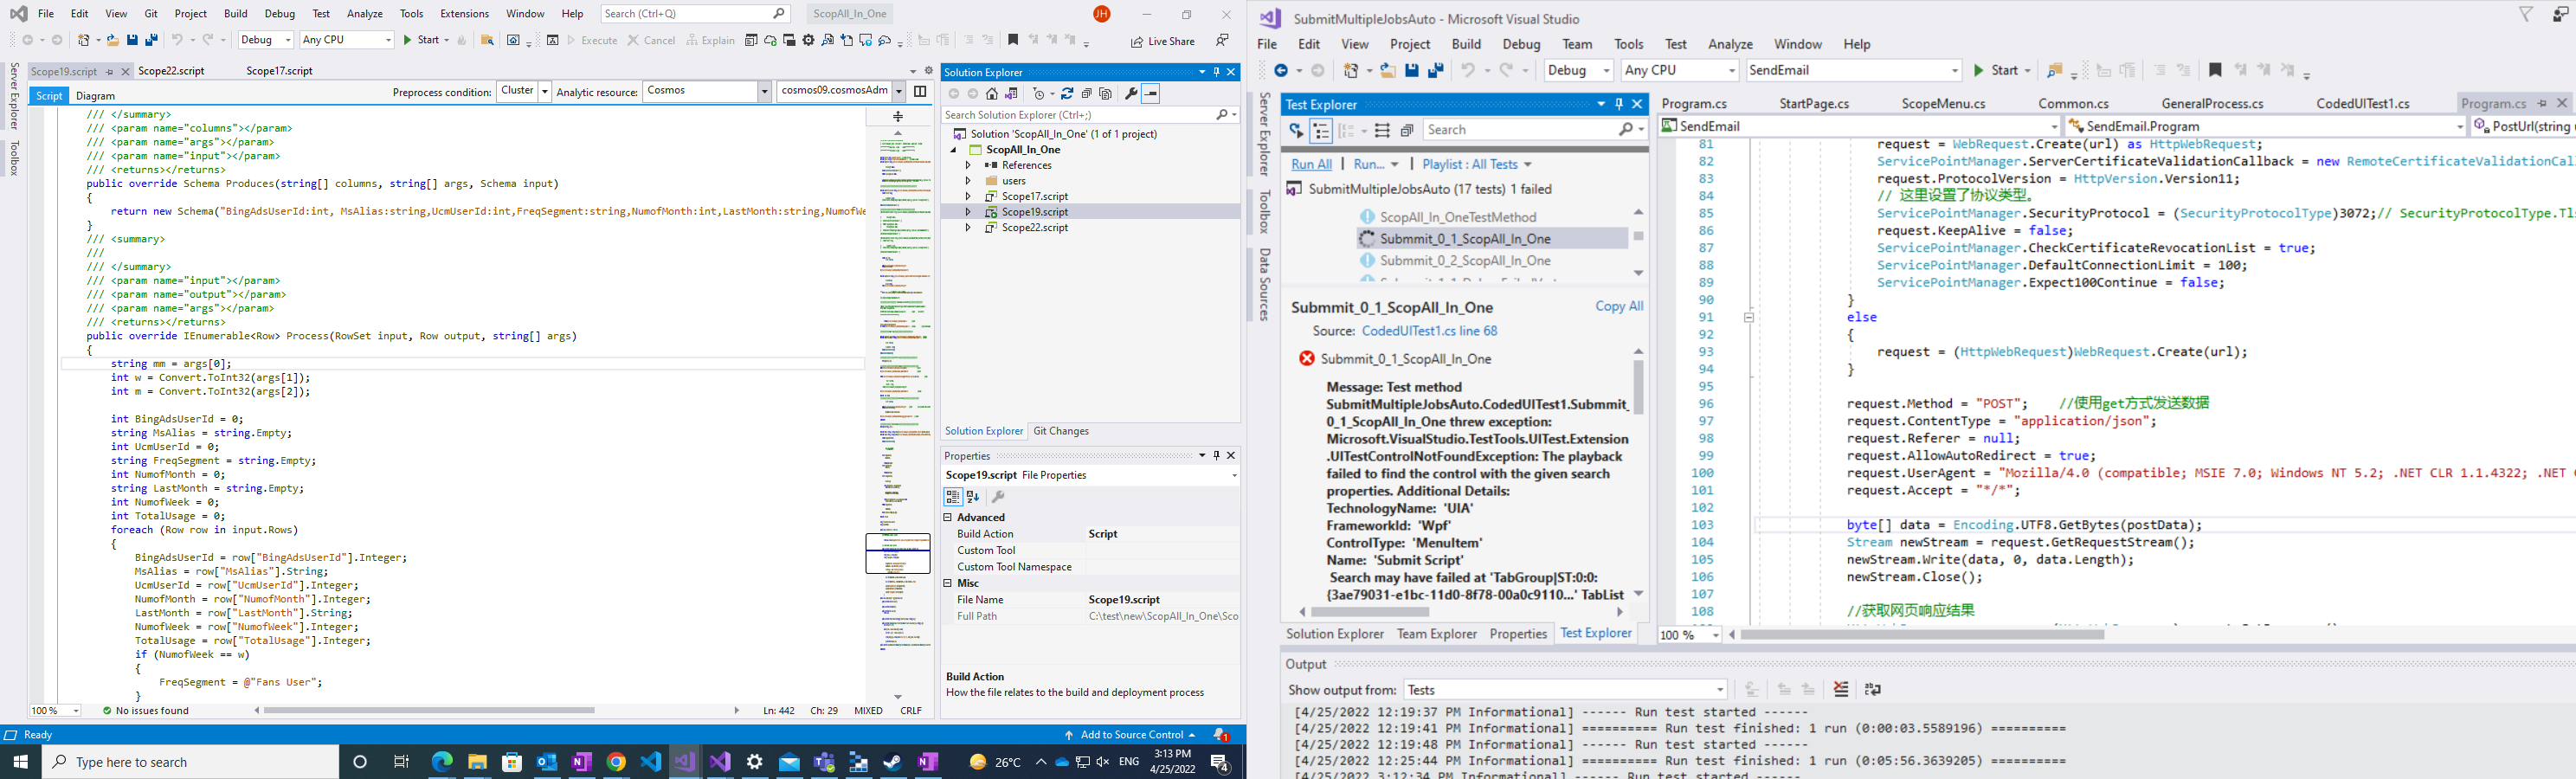 File Edit View Git Project Build Debug Test Analyze Tools Extensions Window Help Search (Ctrl+Q) ScopAll_In_One JH
Debug Any CPU Start Execute Cancel Explain Live Share
Server Explorer
Toolbox
Scope19.script Scope22.script Scope17.script
Script Diagram Preprocess condition: Cluster Analytic resource: Cosmos cosmos09.cosmosAdm
/// </summary>
/// <param name="columns"></param>
/// <param name="args"></param>
/// <param name="input"></param>
/// <returns></returns>
public override Schema Produces(string[] columns, string[] args, Schema input)
{
return new Schema("BingAdsUserId:int, MsAlias:string,UcmUserId:int,FreqSegment:string,NumofMonth:int,LastMonth:string,NumofWe
}
/// <summary>
///
/// </summary>
/// <param name="input"></param>
/// <param name="output"></param>
/// <param name="args"></param>
/// <returns></returns>
public override IEnumerable<Row> Process(RowSet input, Row output, string[] args)
{
string mm = args[0];
int w = Convert.ToInt32(args[1]);
int m = Convert.ToInt32(args[2]);
int BingAdsUserId = 0;
string MsAlias = string.Empty;
int UcmUserId = 0;
string FreqSegment = string.Empty;
int NumofMonth = 0;
string LastMonth = string.Empty;
int NumofWeek = 0;
int TotalUsage = 0;
foreach (Row row in input.Rows)
{
BingAdsUserId = row["BingAdsUserId"].Integer;
MsAlias = row["MsAlias"].String;
UcmUserId = row["UcmUserId"].Integer;
NumofMonth = row["NumofMonth"].Integer;
LastMonth = row["LastMonth"].String;
NumofWeek = row["NumofWeek"].Integer;
TotalUsage = row["TotalUsage"].Integer;
if (NumofWeek == w)
{
FreqSegment = @"Fans User";
}
100 % No issues found Ln: 442 Ch: 29 MIXED CRLF
Solution Explorer
Search Solution Explorer (Ctrl+;)
Solution 'ScopAll_In_One' (1 of 1 project)
ScopAll_In_One
References
users
Scope17.script
Scope19.script
Scope22.script
Solution Explorer Git Changes
Properties
Scope19.script File Properties
Advanced
Build Action Script
Custom Tool
Custom Tool Namespace
Misc
File Name Scope19.script
Full Path C:\test\new\ScopAll_In_One\Sco
Build Action
How the file relates to the build and deployment process
Ready Add to Source Control 1
Type here to search 26°C ENG 3:13 PM
4/25/2022 4
SubmitMultipleJobsAuto - Microsoft Visual Studio
File Edit View Project Build Debug Team Tools Test Analyze Window Help
Debug Any CPU SendEmail Start
Server Explorer
Toolbox
Data Sources
Test Explorer
Search
Run All Run... Playlist : All Tests
SubmitMultipleJobsAuto (17 tests) 1 failed
ScopAll_In_OneTestMethod
Submmit_0_1_ScopAll_In_One
Submmit_0_2_ScopAll_In_One
Submmit_0_1_ScopAll_In_One Copy All
Source: CodedUITest1.cs line 68
Submmit_0_1_ScopAll_In_One
Message: Test method
SubmitMultipleJobsAuto.CodedUITest1.Submmit_
0_1_ScopAll_In_One threw exception:
Microsoft.VisualStudio.TestTools.UITest.Extension
.UITestControlNotFoundException: The playback
failed to find the control with the given search
properties. Additional Details:
TechnologyName: 'UIA'
FrameworkId: 'Wpf'
ControlType: 'MenuItem'
Name: 'Submit Script'
Search may have failed at 'TabGroup|ST:0:0:
{3ae79031-e1bc-11d0-8f78-00a0c9110...' TabList
Solution Explorer Team Explorer Properties Test Explorer
Program.cs StartPage.cs ScopeMenu.cs Common.cs GeneralProcess.cs CodedUITest1.cs Program.cs
SendEmail SendEmail.Program PostUrl(string
81 request = WebRequest.Create(url) as HttpWebRequest;
82 ServicePointManager.ServerCertificateValidationCallback = new RemoteCertificateValidationCal
83 request.ProtocolVersion = HttpVersion.Version11;
84 // 这里设置了协议类型。
85 ServicePointManager.SecurityProtocol = (SecurityProtocolType)3072;// SecurityProtocolType.Tl
86 request.KeepAlive = false;
87 ServicePointManager.CheckCertificateRevocationList = true;
88 ServicePointManager.DefaultConnectionLimit = 100;
89 ServicePointManager.Expect100Continue = false;
90 }
91 else
92 {
93 request = (HttpWebRequest)WebRequest.Create(url);
94 }
95
96 request.Method = "POST"; //使用get方式发送数据
97 request.ContentType = "application/json";
98 request.Referer = null;
99 request.AllowAutoRedirect = true;
100 request.UserAgent = "Mozilla/4.0 (compatible; MSIE 7.0; Windows NT 5.2; .NET CLR 1.1.4322; .NET
101 request.Accept = "*/*";
102
103 byte[] data = Encoding.UTF8.GetBytes(postData);
104 Stream newStream = request.GetRequestStream();
105 newStream.Write(data, 0, data.Length);
106 newStream.Close();
107
108 //获取网页响应结果
100 %
Output
Show output from: Tests
[4/25/2022 12:19:37 PM Informational] ------ Run test started ------
[4/25/2022 12:19:41 PM Informational] ========== Run test finished: 1 run (0:00:03.5589196) ==========
[4/25/2022 12:19:48 PM Informational] ------ Run test started ------
[4/25/2022 12:25:44 PM Informational] ========== Run test finished: 1 run (0:05:56.3639205) ==========
[4/25/2022 3:12:34 PM Informational] ------ Run test started ------